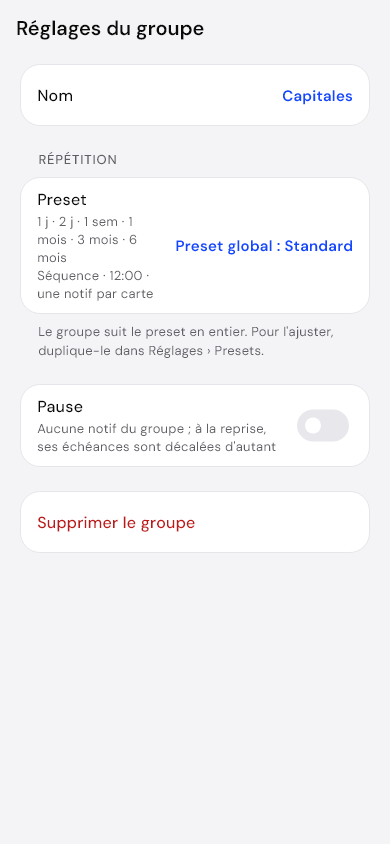 Réglages du groupe
Nom
Capitales
RÉPÉTITION
Preset
1 j · 2 j · 1 sem · 1
mois · 3 mois · 6
mois
Séquence · 12:00 ·
une notif par carte
Preset global : Standard
Le groupe suit le preset en entier. Pour l'ajuster,
duplique-le dans Réglages › Presets.
Pause
Aucune notif du groupe ; à la reprise,
ses échéances sont décalées d'autant
Supprimer le groupe